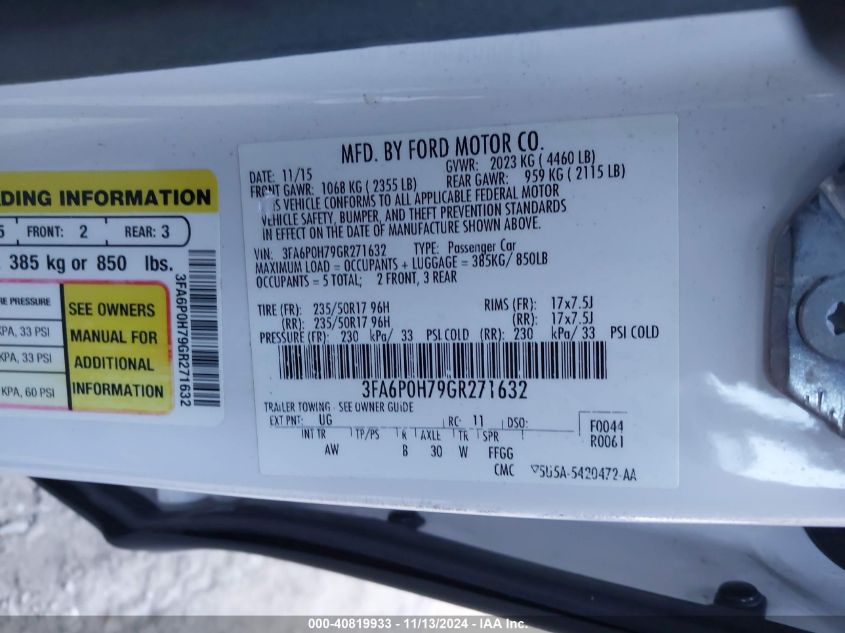 ADING INFORMATION
5 FRONT: 2 REAR: 3
385 kg or 850 lbs.
RE PRESSURE
KPA, 33 PSI
KPA, 33 PSI
KPA, 60 PSI
SEE OWNERS
MANUAL FOR
ADDITIONAL
INFORMATION
3FA6P0H79GR271632
MFD. BY FORD MOTOR CO.
DATE: 11/15 GVWR: 2023 KG ( 4460 LB)
FRONT GAWR: 1068 KG ( 2355 LB) REAR GAWR: 959 KG ( 2115 LB)
IS VEHICLE CONFORMS TO ALL APPLICABLE FEDERAL MOTOR
VEHICLE SAFETY, BUMPER, AND THEFT PREVENTION STANDARDS
IN EFFECT ON THE DATE OF MANUFACTURE SHOWN ABOVE.
VIN: 3FA6P0H79GR271632 TYPE: Passenger Car
MAXIMUM LOAD = OCCUPANTS + LUGGAGE = 385KG/ 850LB
OCCUPANTS = 5 TOTAL; 2 FRONT, 3 REAR
TIRE (FR): 235/50R17 96H RIMS (FR): 17x7.5J
(RR): 235/50R17 96H (RR): 17x7.5J
PRESSURE (FR): 230 kPa/ 33 PSI COLD (RR): 230 kPa/ 33 PSI COLD
3FA6P0H79GR271632
TRAILER TOWING - SEE OWNER GUIDE
EXT PNT: UG RC: 11 DSO: F0044
INT TR TP/PS R AXLE TR SPR R0061
AW B 30 W FFGG
CMC 5U5A-5420472-AA
000-40819933 - 11/13/2024 - IAA Inc.